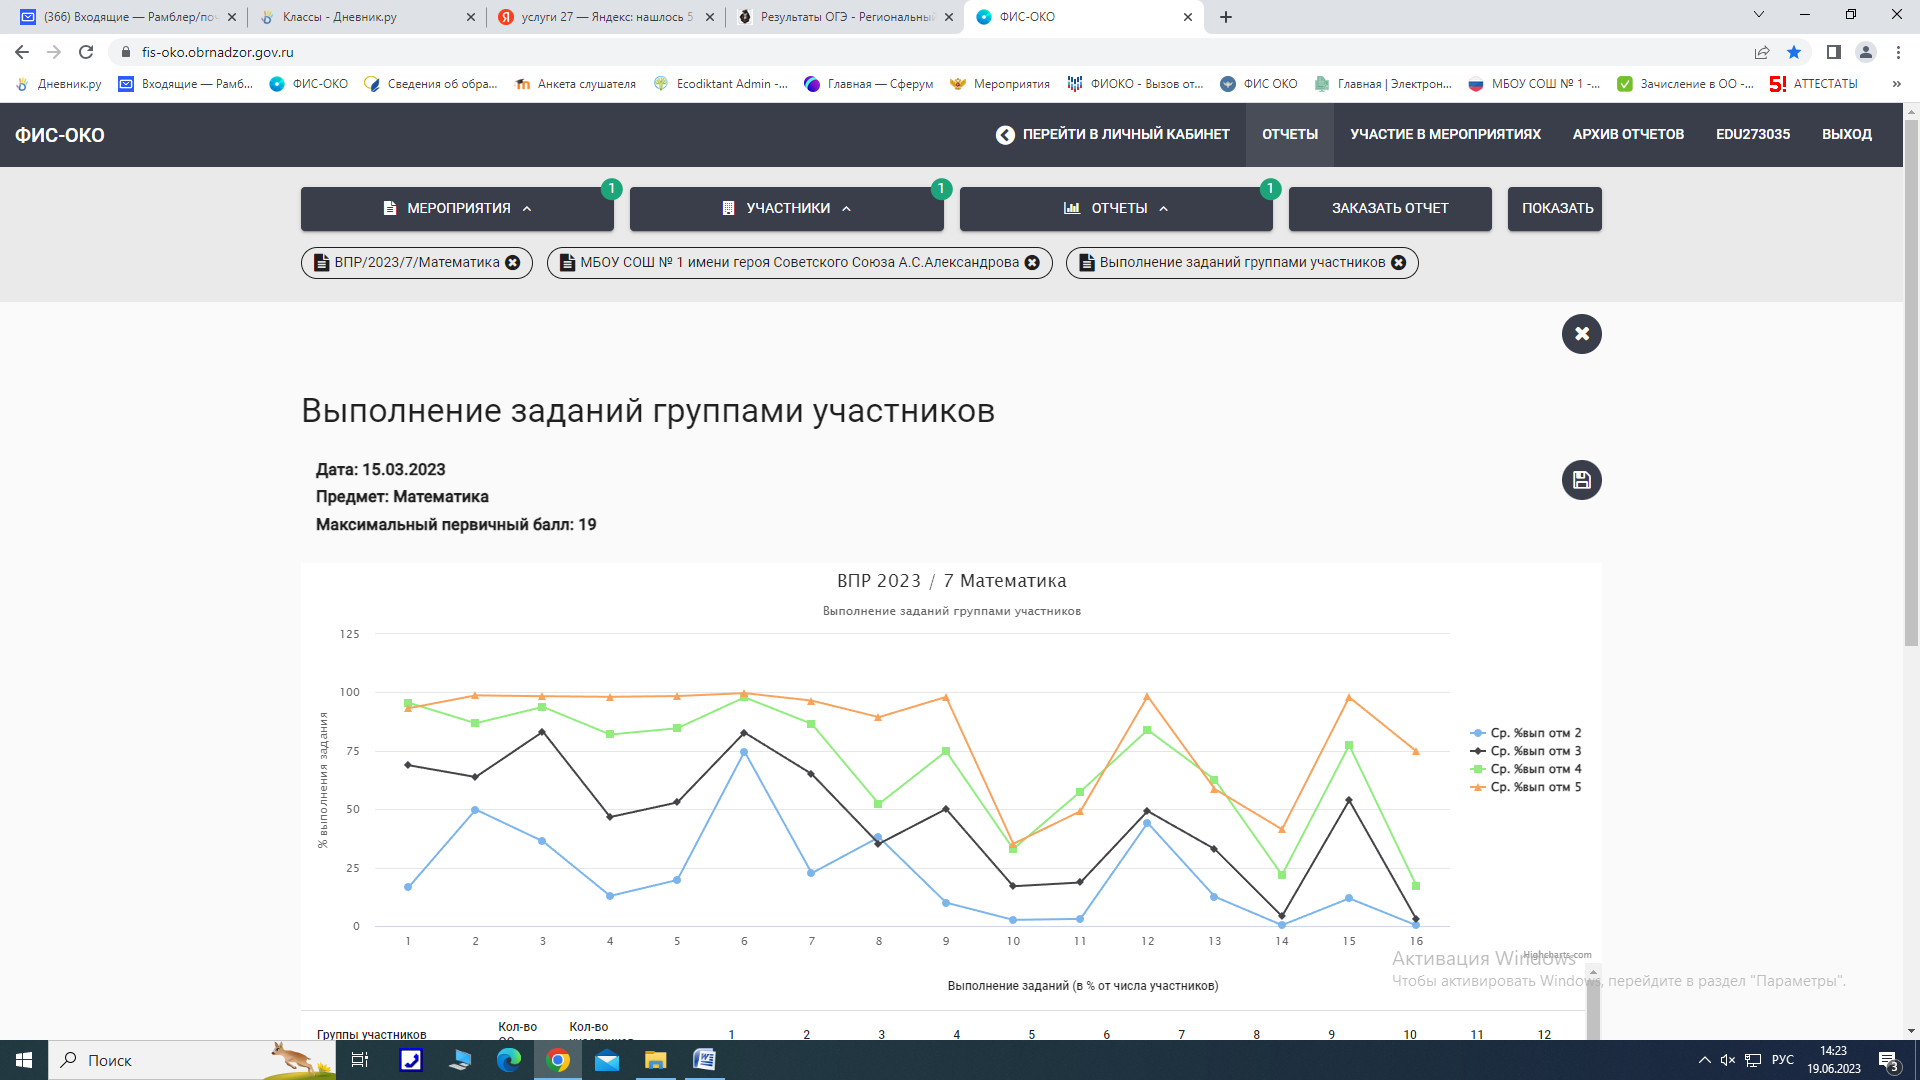 (366) Входящие — Рамблер/поч
Классы - Дневник.ру
услуги 27 — Яндекс: нашлось 5
Результаты ОГЭ - Региональный
ФИС-ОКО
fis-oko.obrnadzor.gov.ru
Дневник.ру
Входящие — Рамб...
ФИС-ОКО
Сведения об обра...
Анкета слушателя
Ecodiktant Admin -...
Главная — Сферум
Мероприятия
ФИОКО - Вызов от...
ФИС ОКО
Главная | Электрон...
МБОУ СОШ № 1 -...
Зачисление в ОО -...
5! АТТЕСТАТЫ
»
ФИС-ОКО
ПЕРЕЙТИ В ЛИЧНЫЙ КАБИНЕТ
ОТЧЕТЫ
УЧАСТИЕ В МЕРОПРИЯТИЯХ
АРХИВ ОТЧЕТОВ
EDU273035
ВЫХОД
МЕРОПРИЯТИЯ 1
УЧАСТНИКИ 1
ОТЧЕТЫ 1
ЗАКАЗАТЬ ОТЧЕТ
ПОКАЗАТЬ
ВПР/2023/7/Математика
МБОУ СОШ № 1 имени героя Советского Союза А.С.Александрова
Выполнение заданий группами участников
Выполнение заданий группами участников
Дата: 15.03.2023
Предмет: Математика
Максимальный первичный балл: 19
ВПР 2023 / 7 Математика
Выполнение заданий группами участников
% выполнения задания
125
100
75
50
25
0
1 2 3 4 5 6 7 8 9 10 11 12 13 14 15 16
Ср. %вып отм 2
Ср. %вып отм 3
Ср. %вып отм 4
Ср. %вып отм 5
Highcharts.com
Активация Windows
Чтобы активировать Windows, перейдите в раздел "Параметры".
Выполнение заданий (в % от числа участников)
Группы участников
Кол-во
Кол-во
1 2 3 4 5 6 7 8 9 10 11 12
Поиск
РУС
14:23
19.06.2023
3